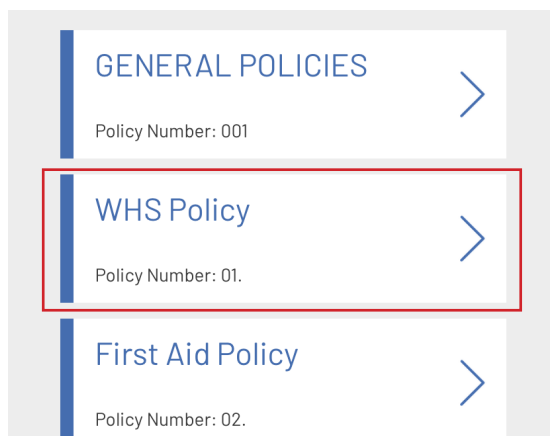 GENERAL POLICIES
Policy Number: 001
WHS Policy
Policy Number: 01.
First Aid Policy
Policy Number: 02.